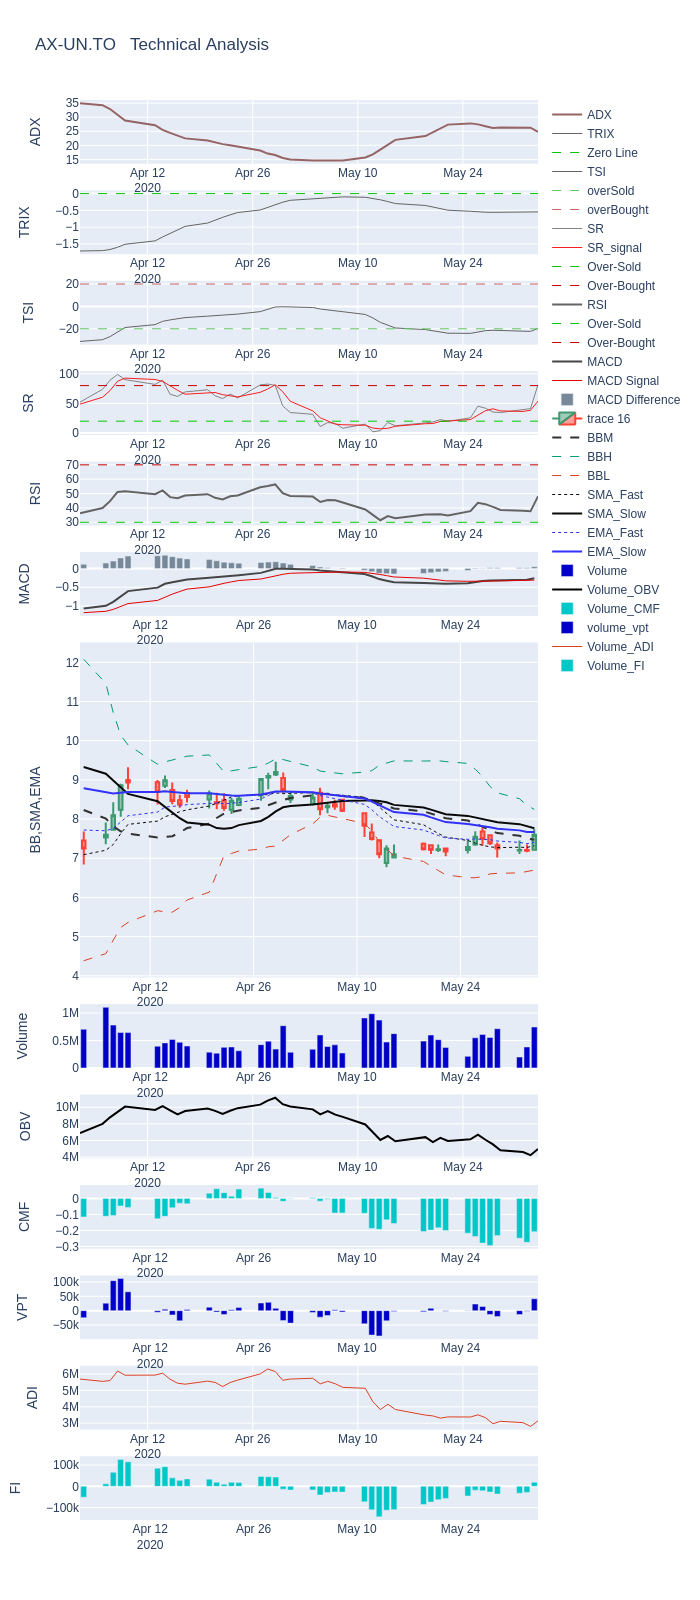 AX-UN.TO   Technical Analysis
ADX
35
30
25
20
15
Apr 12
2020
Apr 26
May 10
May 24
TRIX
0
−0.5
−1
−1.5
Apr 12
2020
Apr 26
May 10
May 24
TSI
20
0
−20
Apr 12
2020
Apr 26
May 10
May 24
SR
100
50
0
Apr 12
2020
Apr 26
May 10
May 24
RSI
70
60
50
40
30
Apr 12
2020
Apr 26
May 10
May 24
MACD
0
−0.5
−1
Apr 12
2020
Apr 26
May 10
May 24
BB,SMA,EMA
12
11
10
9
8
7
6
5
4
Apr 12
2020
Apr 26
May 10
May 24
Volume
1M
0.5M
0
Apr 12
2020
Apr 26
May 10
May 24
OBV
10M
8M
6M
4M
Apr 12
2020
Apr 26
May 10
May 24
CMF
0
−0.1
−0.2
−0.3
Apr 12
2020
Apr 26
May 10
May 24
VPT
100k
50k
0
−50k
Apr 12
2020
Apr 26
May 10
May 24
ADI
6M
5M
4M
3M
Apr 12
2020
Apr 26
May 10
May 24
FI
100k
0
−100k
Apr 12
2020
Apr 26
May 10
May 24
ADX
TRIX
Zero Line
TSI
overSold
overBought
SR
SR_signal
Over-Sold
Over-Bought
RSI
Over-Sold
Over-Bought
MACD
MACD Signal
MACD Difference
trace 16
BBM
BBH
BBL
SMA_Fast
SMA_Slow
EMA_Fast
EMA_Slow
Volume
Volume_OBV
Volume_CMF
volume_vpt
Volume_ADI
Volume_FI